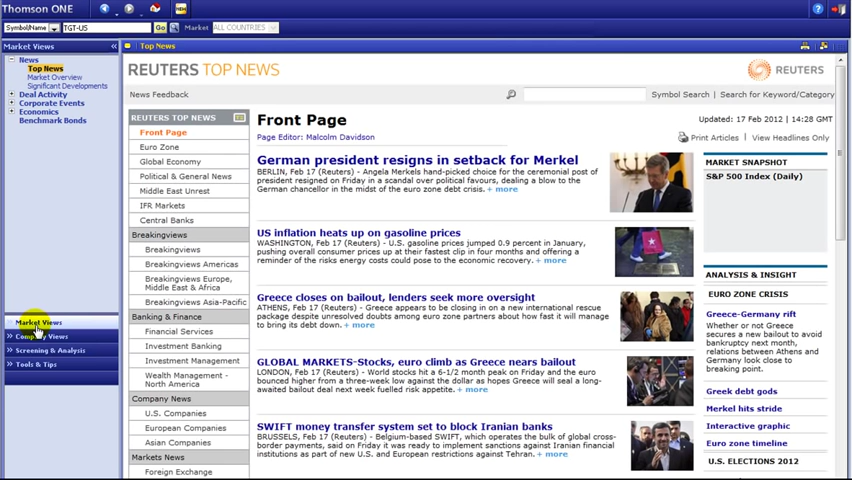 Thomson ONE
NEW
Symbol/Name
TGT-US
Go
Market
ALL COUNTRIES
Market Views
News
Top News
Market Overview
Significant Developments
Deal Activity
Corporate Events
Economics
Benchmark Bonds
Market Views
Company Views
Screening & Analysis
Tools & Tips
Top News
REUTERS TOP NEWS
REUTERS
News Feedback
Symbol Search | Search for Keyword/Category
REUTERS TOP NEWS
Front Page
Euro Zone
Global Economy
Political & General News
Middle East Unrest
IFR Markets
Central Banks
Breakingviews
Breakingviews
Breakingviews Americas
Breakingviews Europe,
Middle East & Africa
Breakingviews Asia-Pacific
Banking & Finance
Financial Services
Investment Banking
Investment Management
Wealth Management -
North America
Company News
U.S. Companies
European Companies
Asian Companies
Markets News
Foreign Exchange
Front Page
Page Editor: Malcolm Davidson
Updated: 17 Feb 2012 | 14:28 GMT
Print Articles | View Headlines Only
German president resigns in setback for Merkel
BERLIN, Feb 17 (Reuters) - Angela Merkels hand-picked choice for the ceremonial post of
president resigned on Friday in a scandal over political favours, dealing a blow to the
German chancellor in the midst of the euro zone debt crisis. + more
US inflation heats up on gasoline prices
WASHINGTON, Feb 17 (Reuters) - U.S. gasoline prices jumped 0.9 percent in January,
pushing overall consumer prices up at their fastest clip in four months and offering a
reminder of the risks energy costs could pose to the economic recovery. + more
Greece closes on bailout, lenders seek more oversight
ATHENS, Feb 17 (Reuters) - Greece appears to be closing in on a new international rescue
package despite unresolved doubts among euro zone partners about how fast it will manage
to bring its debt down. + more
GLOBAL MARKETS-Stocks, euro climb as Greece nears bailout
LONDON, Feb 17 (Reuters) - World stocks hit a 6-1/2 month peak on Friday and the euro
bounced higher from a three-week low against the dollar as hopes Greece will seal a long-
awaited bailout deal next week fuelled risk appetite. + more
SWIFT money transfer system set to block Iranian banks
BRUSSELS, Feb 17 (Reuters) - Belgium-based SWIFT, which operates the bulk of global cross-
border payments, said on Friday it was ready to implement sanctions against Iranian financial
institutions as part of new U.S. and European restrictions against Tehran. + more
MARKET SNAPSHOT
S&P 500 Index (Daily)
ANALYSIS & INSIGHT
EURO ZONE CRISIS
Greece-Germany rift
Whether or not Greece
secures a new bailout to avoid
bankruptcy next month,
relations between Athens and
Germany look close to
breaking point.
Greek debt gods
Merkel hits stride
Interactive graphic
Euro zone timeline
U.S. ELECTIONS 2012